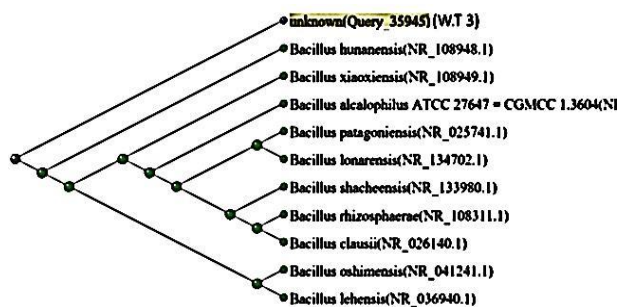 unknown(Query_35945) (W.T 3)
Bacillus hunanensis(NR_108948.1)
Bacillus xiaoxiensis(NR_108949.1)
Bacillus alcalophilus ATCC 27647 = CGMCC 1.3604(NI
Bacillus patagoniensis(NR_025741.1)
Bacillus lonarensis(NR_134702.1)
Bacillus shacheensis(NR_133980.1)
Bacillus rhizosphaerae(NR_108311.1)
Bacillus clausii(NR_026140.1)
Bacillus oshimensis(NR_041241.1)
Bacillus lehensis(NR_036940.1)